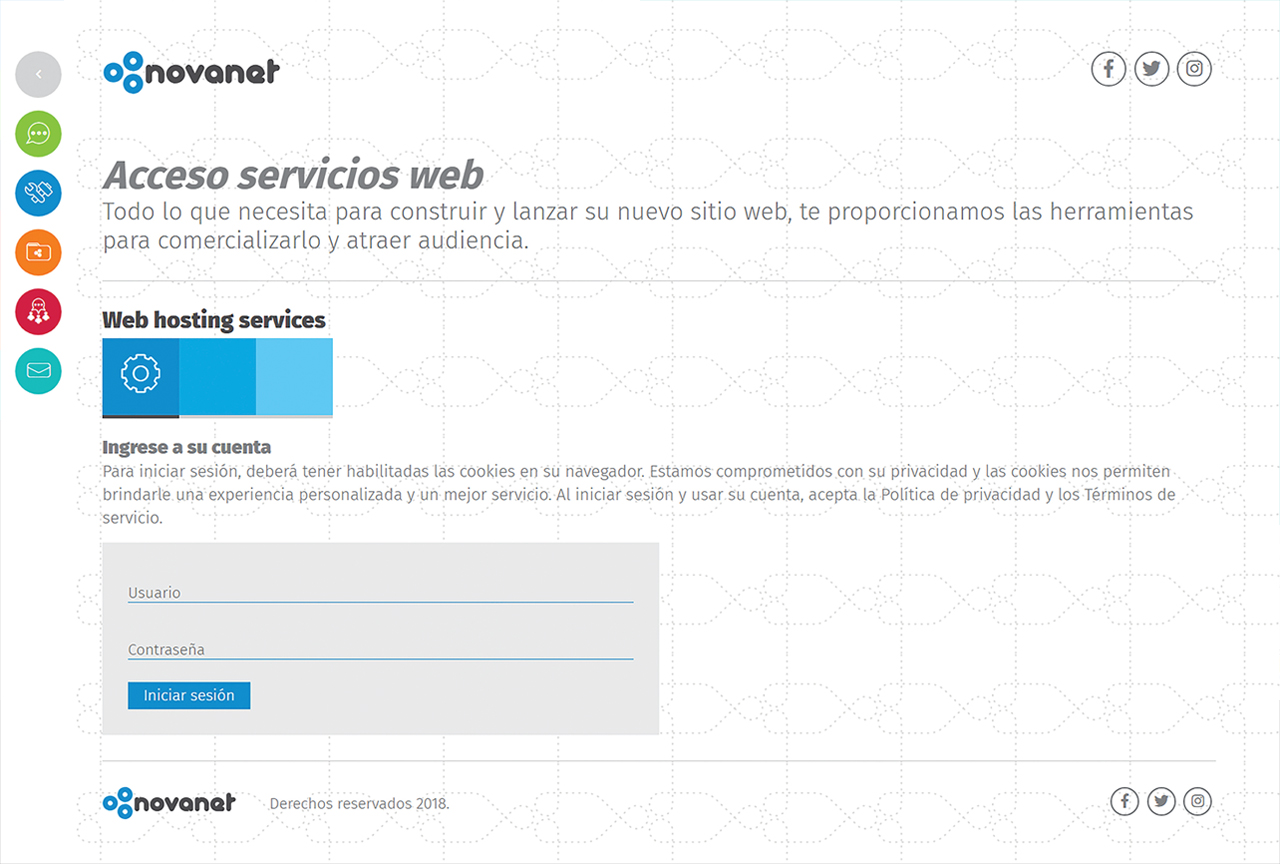 novanet
Acceso servicios web
Todo lo que necesita para construir y lanzar su nuevo sitio web, te proporcionamos las herramientas
para comercializarlo y atraer audiencia.
Web hosting services
Ingrese a su cuenta
Para iniciar sesión, deberá tener habilitadas las cookies en su navegador. Estamos comprometidos con su privacidad y las cookies nos permiten
brindarle una experiencia personalizada y un mejor servicio. Al iniciar sesión y usar su cuenta, acepta la Política de privacidad y los Términos de
servicio.
Usuario
Contraseña
Iniciar sesión
novanet Derechos reservados 2018.